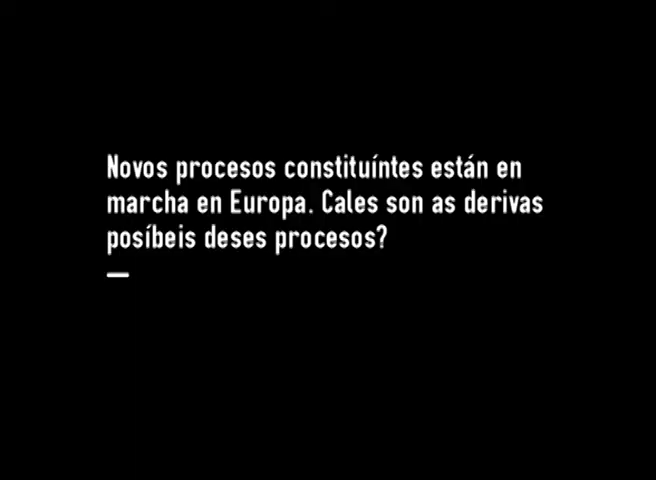 Novos procesos constituíntes están en
marcha en Europa. Cales son as derivas
posíbeis deses procesos?